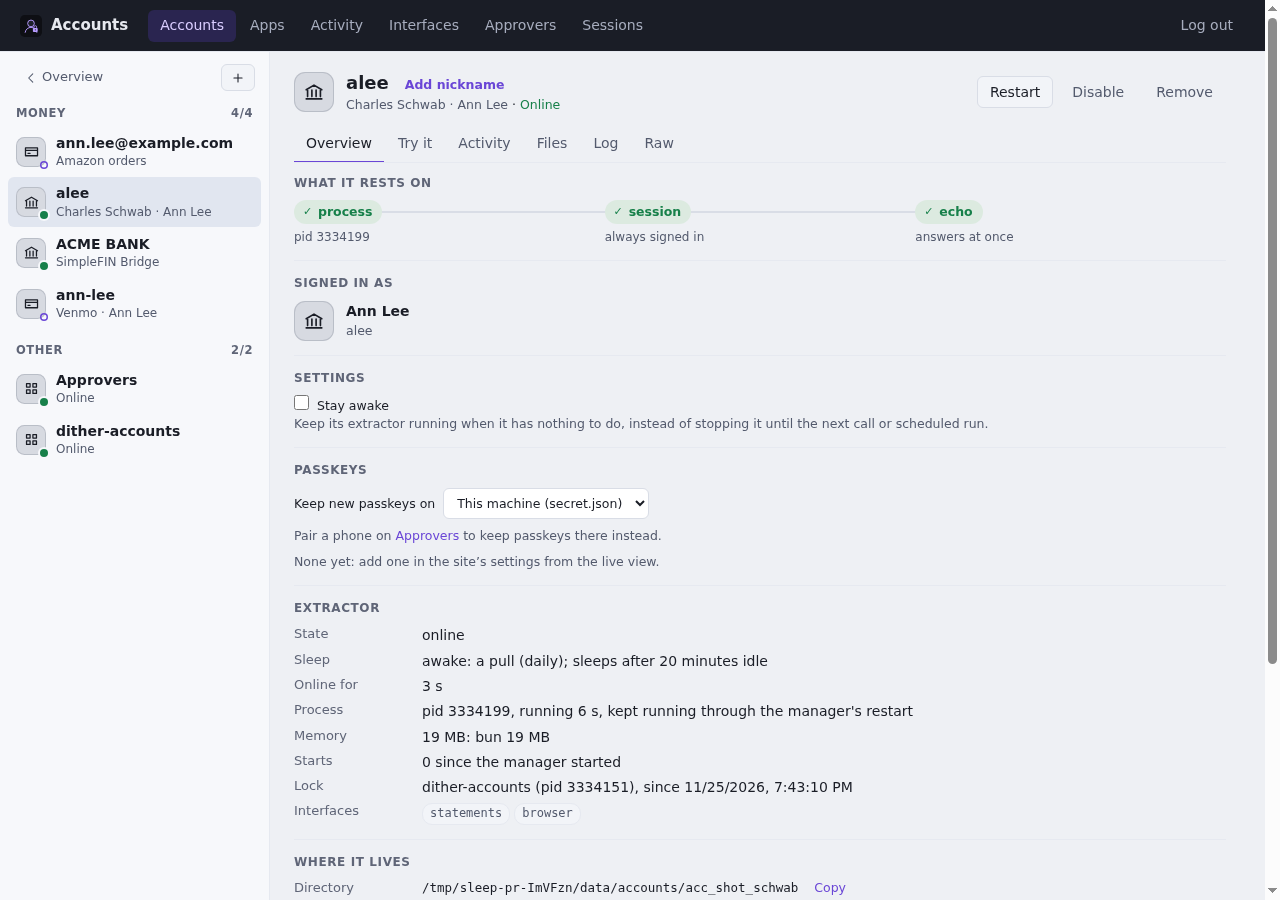 Accounts
Accounts
Apps
Activity
Interfaces
Approvers
Sessions
Log out
Overview
+
MONEY 4/4
ann.lee@example.com
Amazon orders
alee
Charles Schwab · Ann Lee
ACME BANK
SimpleFIN Bridge
ann-lee
Venmo · Ann Lee
OTHER 2/2
Approvers
Online
dither-accounts
Online
alee Add nickname
Charles Schwab · Ann Lee · Online
Restart
Disable
Remove
Overview
Try it
Activity
Files
Log
Raw
WHAT IT RESTS ON
✓ process
✓ session
✓ echo
pid 3334199
always signed in
answers at once
SIGNED IN AS
Ann Lee
alee
SETTINGS
Stay awake
Keep its extractor running when it has nothing to do, instead of stopping it until the next call or scheduled run.
PASSKEYS
Keep new passkeys on This machine (secret.json)
Pair a phone on Approvers to keep passkeys there instead.
None yet: add one in the site’s settings from the live view.
EXTRACTOR
State online
Sleep awake: a pull (daily); sleeps after 20 minutes idle
Online for 3 s
Process pid 3334199, running 6 s, kept running through the manager's restart
Memory 19 MB: bun 19 MB
Starts 0 since the manager started
Lock dither-accounts (pid 3334151), since 11/25/2026, 7:43:10 PM
Interfaces statements browser
WHERE IT LIVES
Directory /tmp/sleep-pr-ImVFzn/data/accounts/acc_shot_schwab Copy